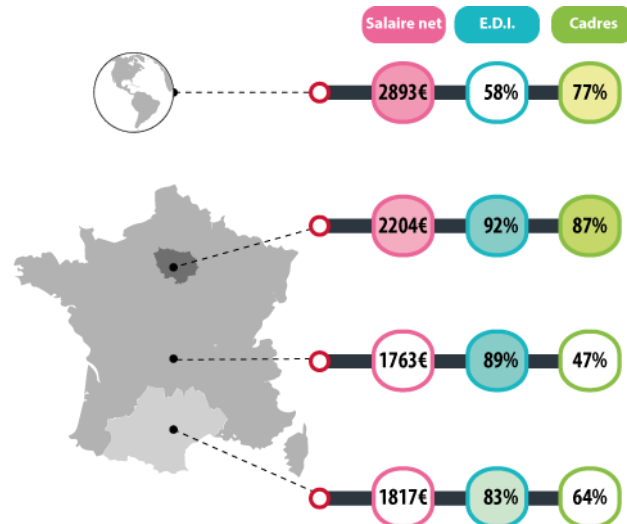 Salaire net E.D.I. Cadres
2893€ 58% 77%
2204€ 92% 87%
1763€ 89% 47%
1817€ 83% 64%